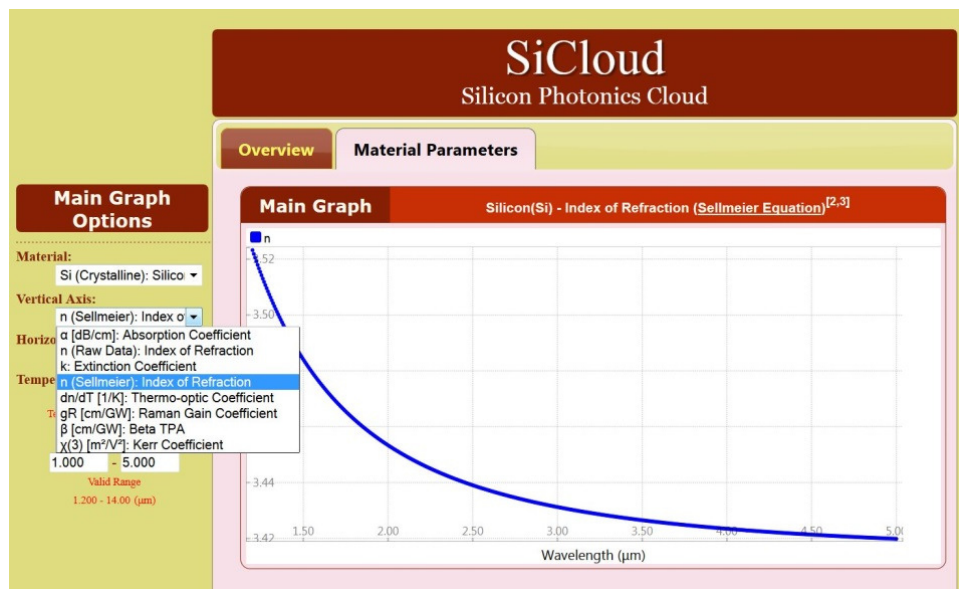 SiCloud
Silicon Photonics Cloud
Overview
Material Parameters
Main Graph
Options
Material:
Si (Crystalline): Silico
Vertical Axis:
n (Sellmeier): Index o
Horizo
α [dB/cm]: Absorption Coefficient
n (Raw Data): Index of Refraction
k: Extinction Coefficient
Tempe
n (Sellmeier): Index of Refraction
dn/dT [1/K]: Thermo-optic Coefficient
gR [cm/GW]: Raman Gain Coefficient
β [cm/GW]: Beta TPA
χ(3) [m²/V²]: Kerr Coefficient
1.000 - 5.000
Valid Range
1.200 - 14.00 (μm)
Main Graph
Silicon(Si) - Index of Refraction (Sellmeier Equation)[2,3]
n
3.52
3.50
3.44
3.42
1.50 2.00 2.50 3.00 3.50 4.00 4.50 5.00
Wavelength (μm)